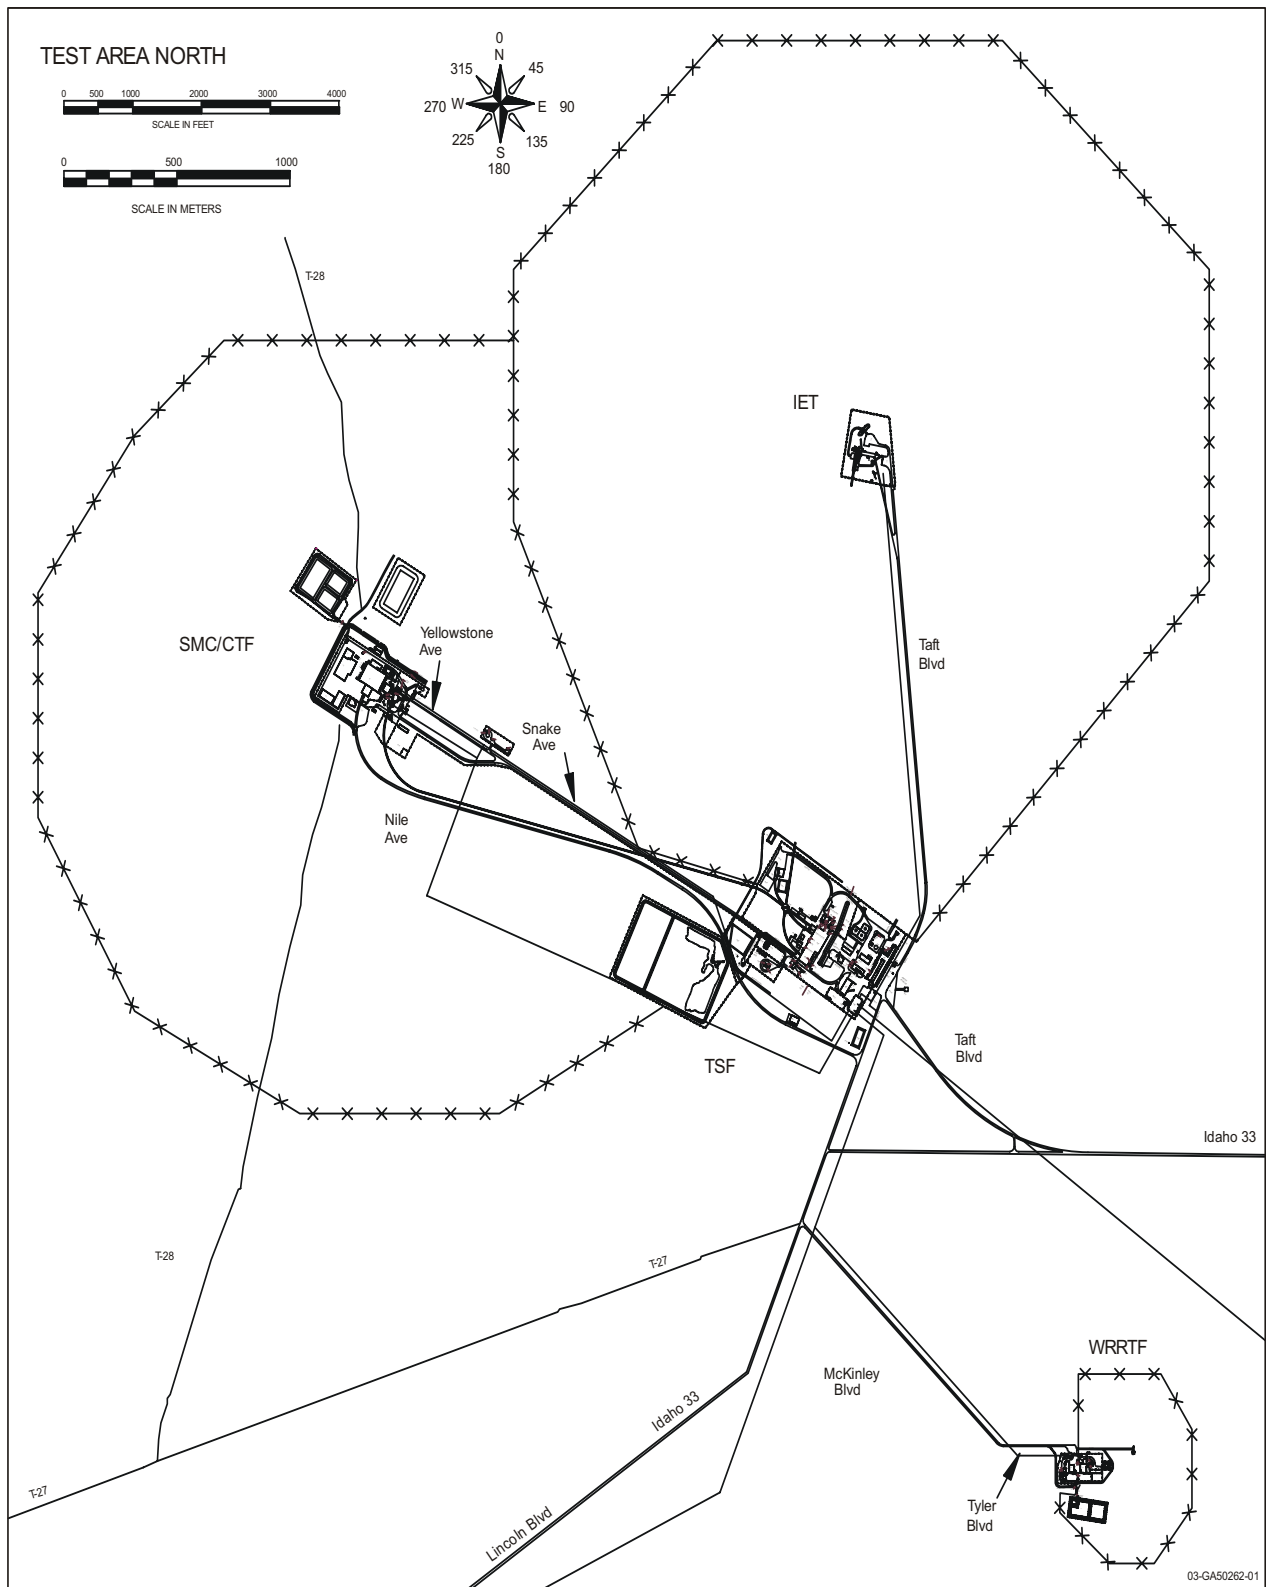 TEST AREA NORTH
0 500 1000 2000 3000 4000
SCALE IN FEET
0 500 1000
SCALE IN METERS
0
N
315 45
270 W E 90
225 135
S
180
T-28
IET
SMC/CTF
Yellowstone
Ave
Taft
Blvd
Snake
Ave
Nile
Ave
TSF
Taft
Blvd
Idaho 33
T-28
T-27
WRRTF
McKinley
Blvd
Idaho 33
T-27
Tyler
Blvd
Lincoln Blvd
03-GA50262-01